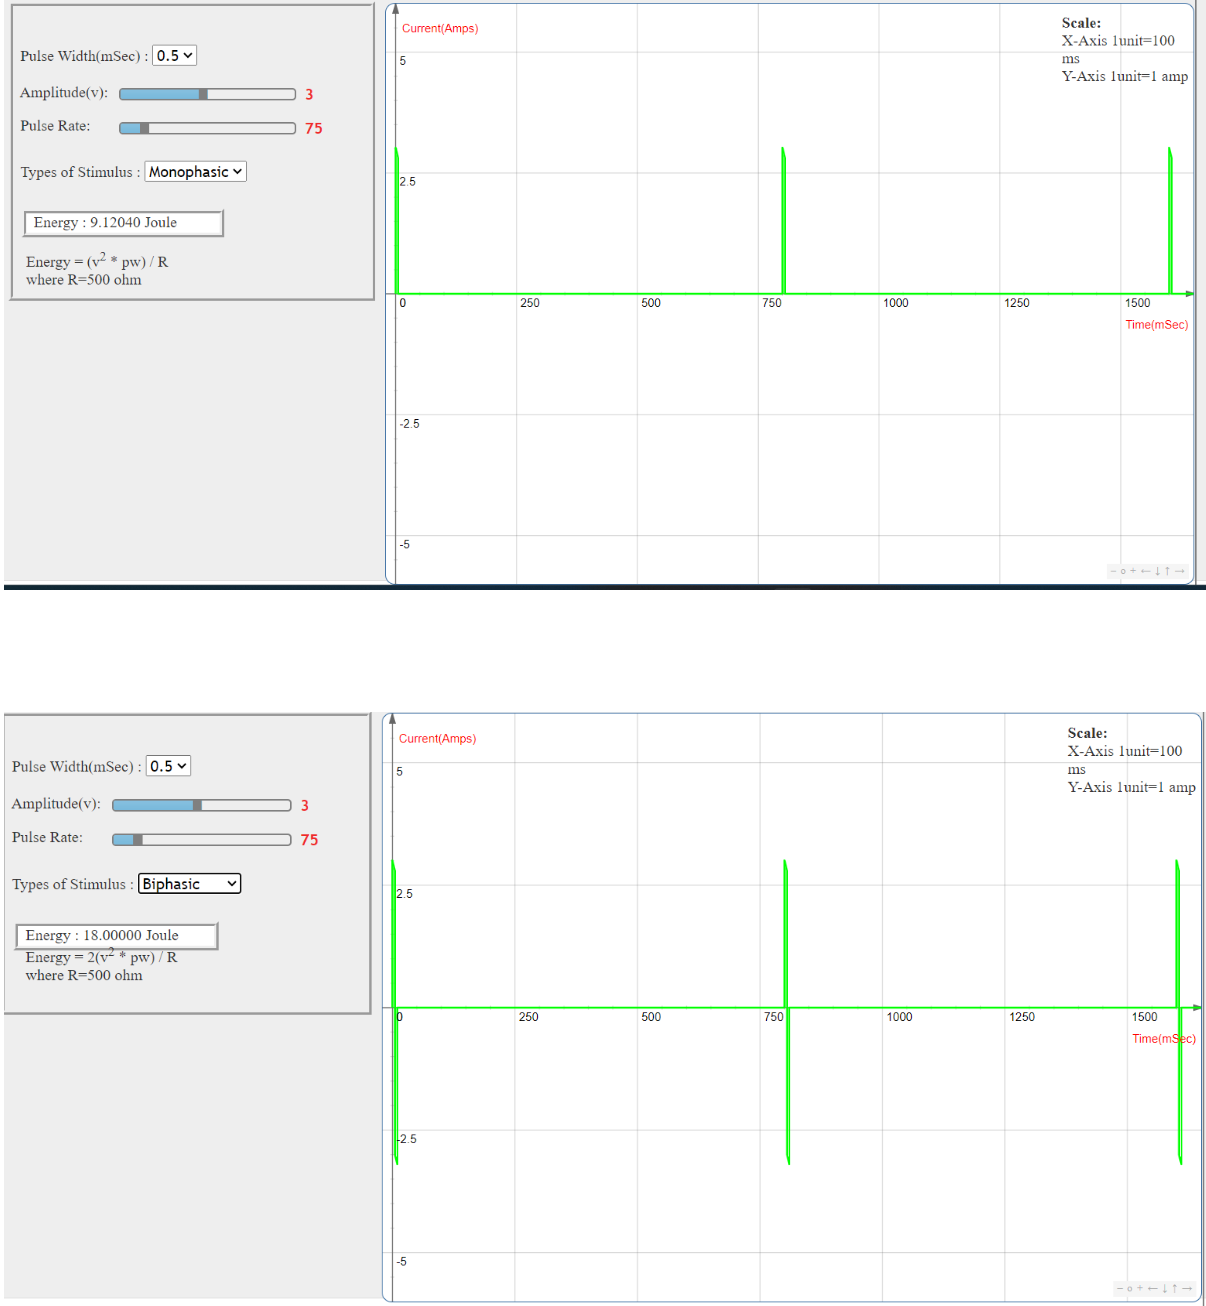 Pulse Width(mSec) : 0.5
Amplitude(v): 3
Pulse Rate: 75
Types of Stimulus : Monophasic
Energy : 9.12040 Joule
Energy = (v² * pw) / R
where R=500 ohm
Current(Amps)
Scale:
X-Axis 1unit=100
ms
Y-Axis 1unit=1 amp
5
2.5
0 250 500 750 1000 1250 1500
Time(mSec)
-2.5
-5
Pulse Width(mSec) : 0.5
Amplitude(v): 3
Pulse Rate: 75
Types of Stimulus : Biphasic
Energy : 18.00000 Joule
Energy = 2(v² * pw) / R
where R=500 ohm
Current(Amps)
Scale:
X-Axis 1unit=100
ms
Y-Axis 1unit=1 amp
5
2.5
0 250 500 750 1000 1250 1500
Time(mSec)
-2.5
-5